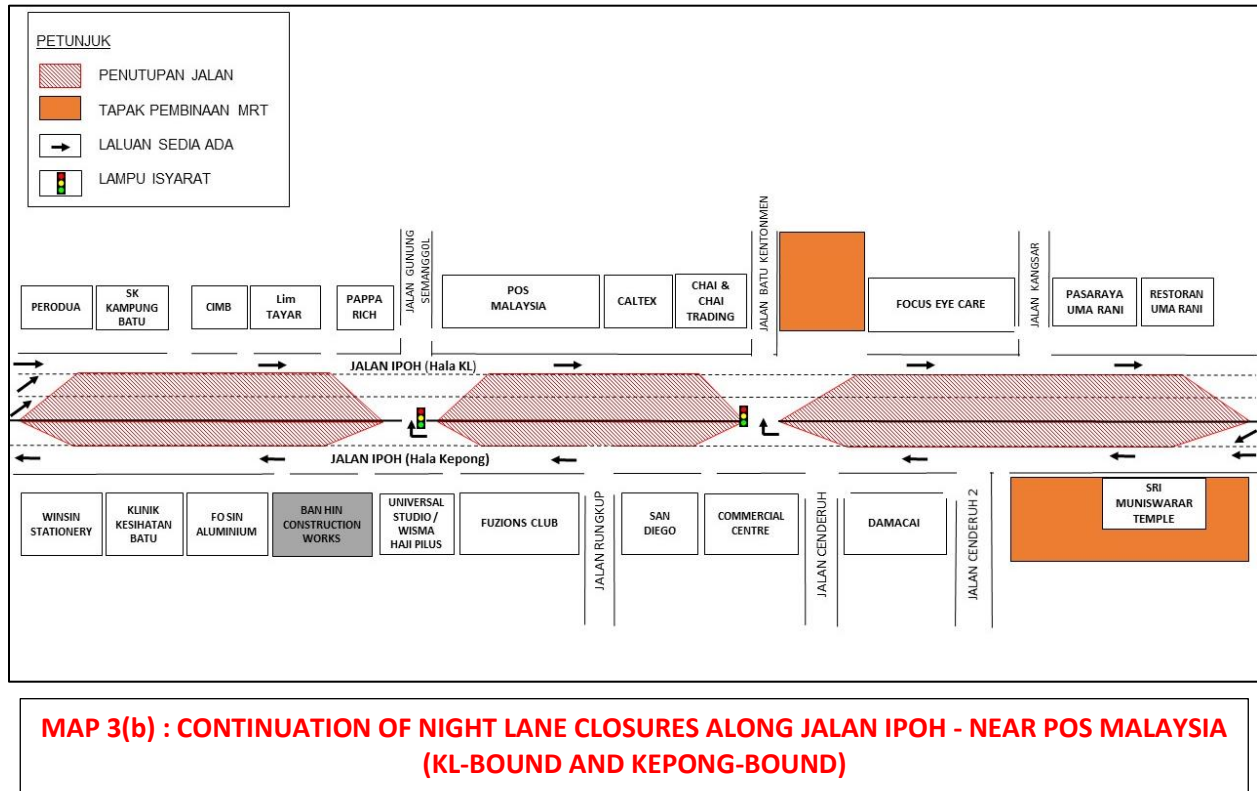 PETUNJUK
PENUTUPAN JALAN
TAPAK PEMBINAAN MRT
LALUAN SEDIA ADA
LAMPU ISYARAT
JALAN GUNUNG
SEMANGGOL
JALAN BATU KENTONMEN
JALAN KANGSAR
PERODUA
SK
KAMPUNG
BATU
CIMB
Lim
TAYAR
PAPPA
RICH
POS
MALAYSIA
CALTEX
CHAI &
CHAI
TRADING
FOCUS EYE CARE
PASARAYA
UMA RANI
RESTORAN
UMA RANI
JALAN IPOH (Hala KL)
JALAN IPOH (Hala Kepong)
WINSIN
STATIONERY
KLINIK
KESIHATAN
BATU
FO SIN
ALUMINIUM
BAN HIN
CONSTRUCTION
WORKS
UNIVERSAL
STUDIO /
WISMA
HAJI PILUS
FUZIONS CLUB
JALAN RUNGKUP
SAN
DIEGO
COMMERCIAL
CENTRE
JALAN CENDERUH
DAMACAI
JALAN CENDERUH 2
SRI
MUNISWARAR
TEMPLE
MAP 3(b) : CONTINUATION OF NIGHT LANE CLOSURES ALONG JALAN IPOH - NEAR POS MALAYSIA
(KL-BOUND AND KEPONG-BOUND)